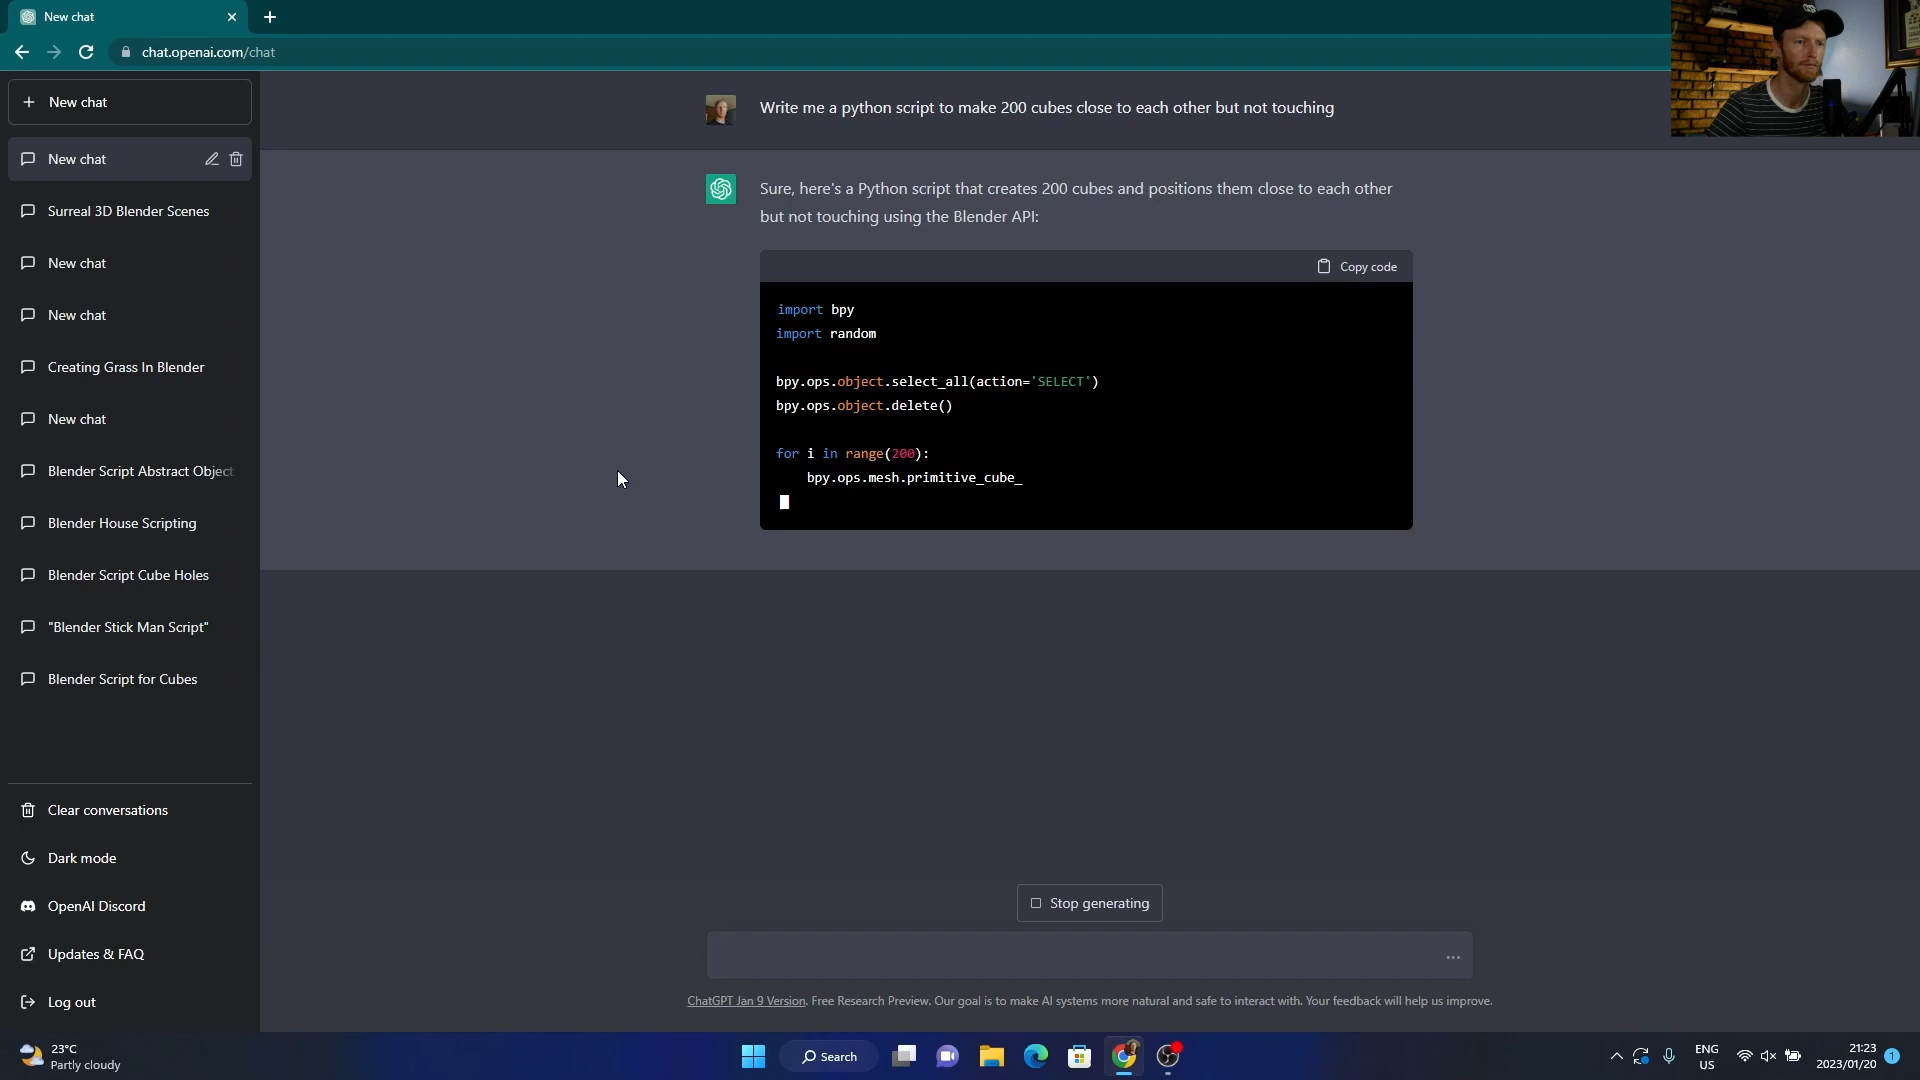 New chat
chat.openai.com/chat
New chat
New chat
Surreal 3D Blender Scenes
New chat
New chat
Creating Grass In Blender
New chat
Blender Script Abstract Object
Blender House Scripting
Blender Script Cube Holes
"Blender Stick Man Script"
Blender Script for Cubes
Clear conversations
Dark mode
OpenAI Discord
Updates & FAQ
Log out
Write me a python script to make 200 cubes close to each other but not touching
Sure, here's a Python script that creates 200 cubes and positions them close to each other
but not touching using the Blender API:
Copy code
import bpy
import random
bpy.ops.object.select_all(action='SELECT')
bpy.ops.object.delete()
for i in range(200):
    bpy.ops.mesh.primitive_cube_
Stop generating
ChatGPT Jan 9 Version. Free Research Preview. Our goal is to make AI systems more natural and safe to interact with. Your feedback will help us improve.
23°C
Partly cloudy
Search
ENG
US
21:23
2023/01/20
1